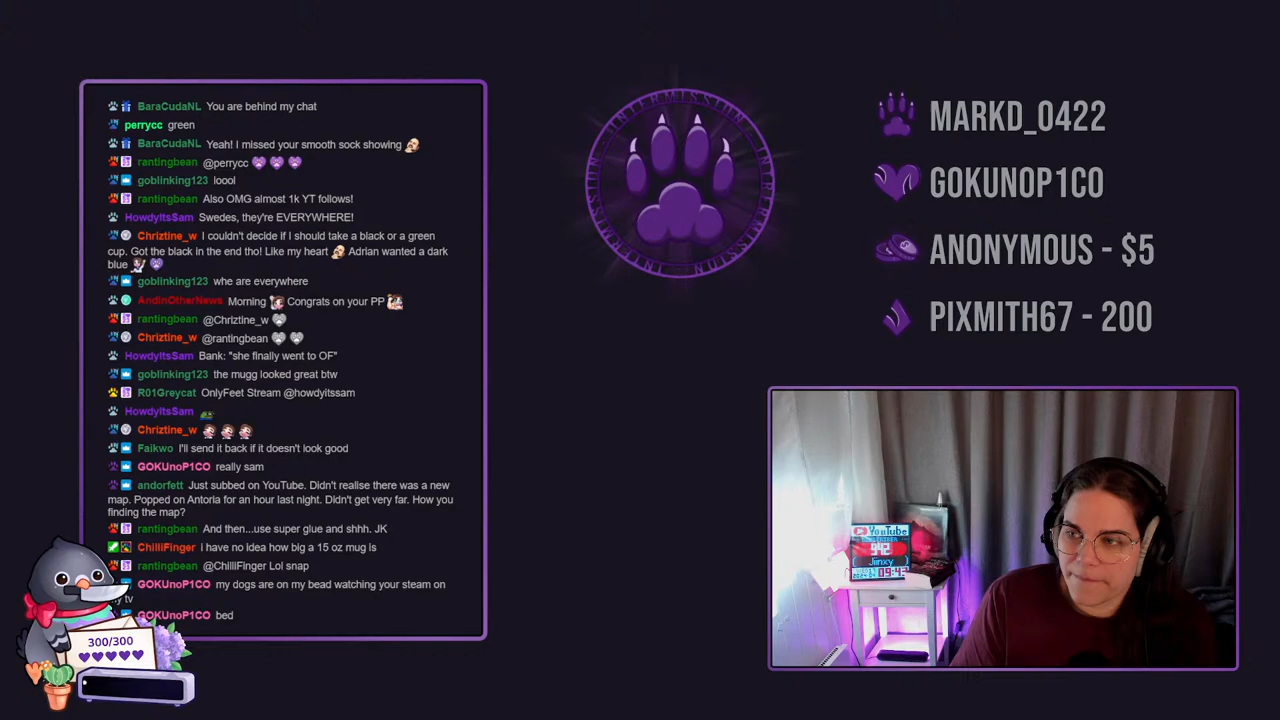 BaraCudaNL You are behind my chat
perrycc green
BaraCudaNL Yeah! I missed your smooth sock showing
rantingbean @perrycc
goblinking123 loool
rantingbean Also OMG almost 1k YT follows!
HowdyItsSam Swedes, they're EVERYWHERE!
Chriztine_w I couldn't decide if I should take a black or a green
cup. Got the black in the end tho! Like my heart Adrian wanted a dark
blue
goblinking123 whe are everywhere
AndInOtherNews Morning Congrats on your PP
rantingbean @Chriztine_w
Chriztine_w @rantingbean
HowdyItsSam Bank: "she finally went to OF"
goblinking123 the mugg looked great btw
R01Greycat OnlyFeet Stream @howdyitssam
HowdyItsSam
Chriztine_w
Faikwo I'll send it back if it doesn't look good
GOKUnoP1CO really sam
andorfett Just subbed on YouTube. Didn't realise there was a new
map. Popped on Antoria for an hour last night. Didn't get very far. How you
finding the map?
rantingbean And then...use super glue and shhh. JK
ChilliFinger i have no idea how big a 15 oz mug is
rantingbean @ChilliFinger Lol snap
GOKUnoP1CO my dogs are on my bead watching your steam on
my tv
GOKUnoP1CO bed
300/300
INTERMISSION INTERMISSION INTERMISSION
MARKD_0422
GOKUNOP1CO
ANONYMOUS - $5
PIXMITH67 - 200
YouTube
942
Jinxy